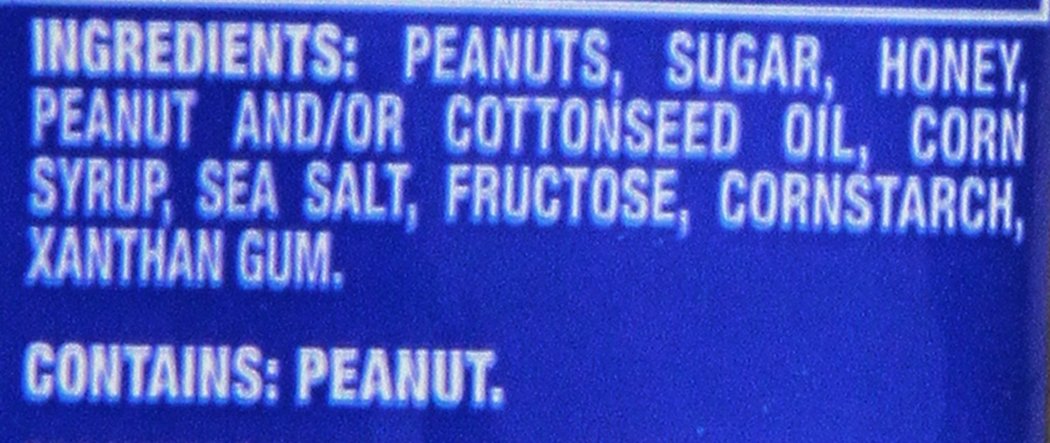 INGREDIENTS: PEANUTS, SUGAR, HONEY,
PEANUT AND/OR COTTONSEED OIL, CORN
SYRUP, SEA SALT, FRUCTOSE, CORNSTARCH,
XANTHAN GUM.
CONTAINS: PEANUT.